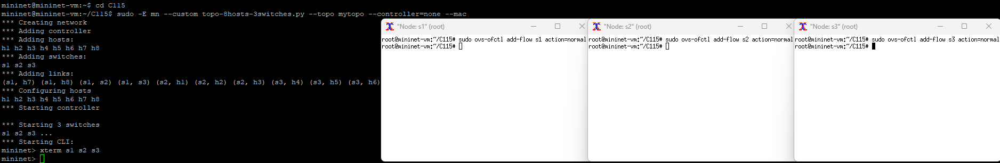 mininet@mininet-vm:~$ cd C115
mininet@mininet-vm:~/C115$ sudo -E mn --custom topo-8hosts-3switches.py --topo mytopo --controller=none --mac
*** Creating network
*** Adding controller
*** Adding hosts:
h1 h2 h3 h4 h5 h6 h7 h8
*** Adding switches:
s1 s2 s3
*** Adding links:
(s1, h7) (s1, h8) (s1, s2) (s1, s3) (s2, h1) (s2, h2) (s2, h3) (s3, h4) (s3, h5) (s3, h6)
*** Configuring hosts
h1 h2 h3 h4 h5 h6 h7 h8
*** Starting controller
*** Starting 3 switches
s1 s2 s3 ...
*** Starting CLI:
mininet> xterm s1 s2 s3
mininet>
"Node: s1" (root)
root@mininet-vm:~/C115# sudo ovs-ofctl add-flow s1 action=normal
root@mininet-vm:~/C115#
"Node: s2" (root)
root@mininet-vm:~/C115# sudo ovs-ofctl add-flow s2 action=normal
root@mininet-vm:~/C115#
"Node: s3" (root)
root@mininet-vm:~/C115# sudo ovs-ofctl add-flow s3 action=normal
root@mininet-vm:~/C115#